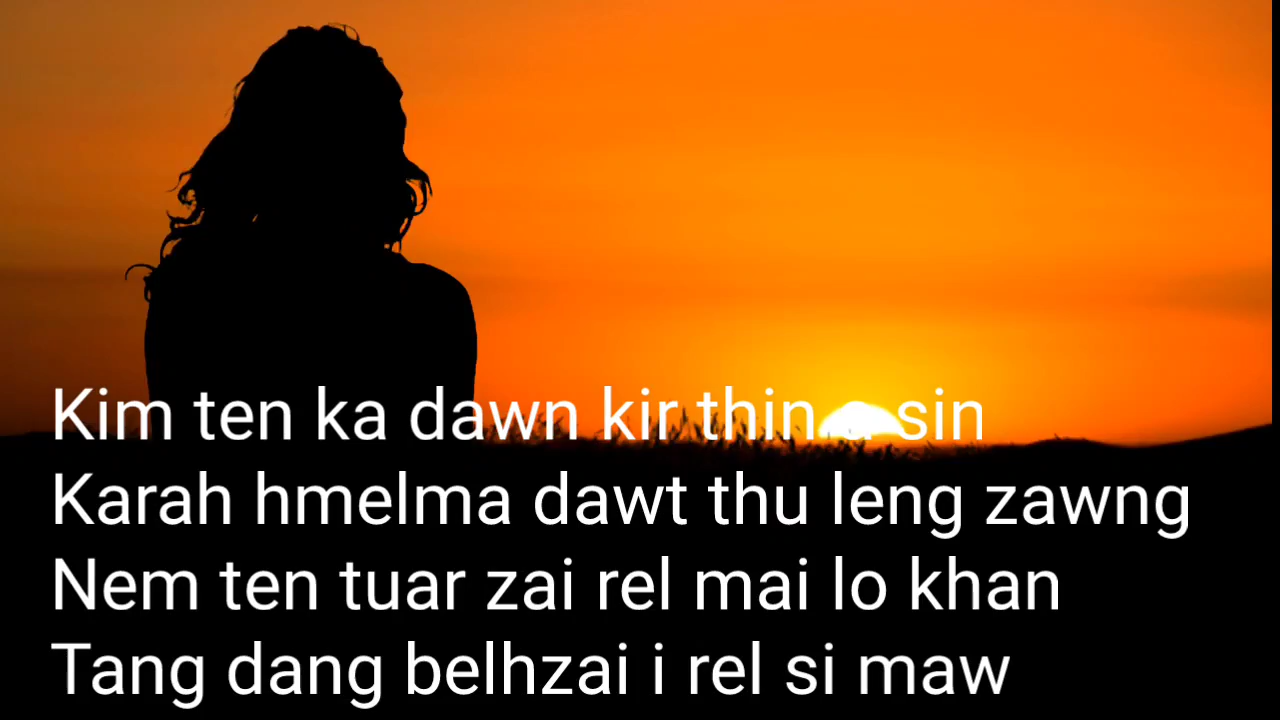 Kim ten ka dawn kir thin a sin
Karah hmelma dawt thu leng zawng
Nem ten tuar zai rel mai lo khan
Tang dang belhzai i rel si maw